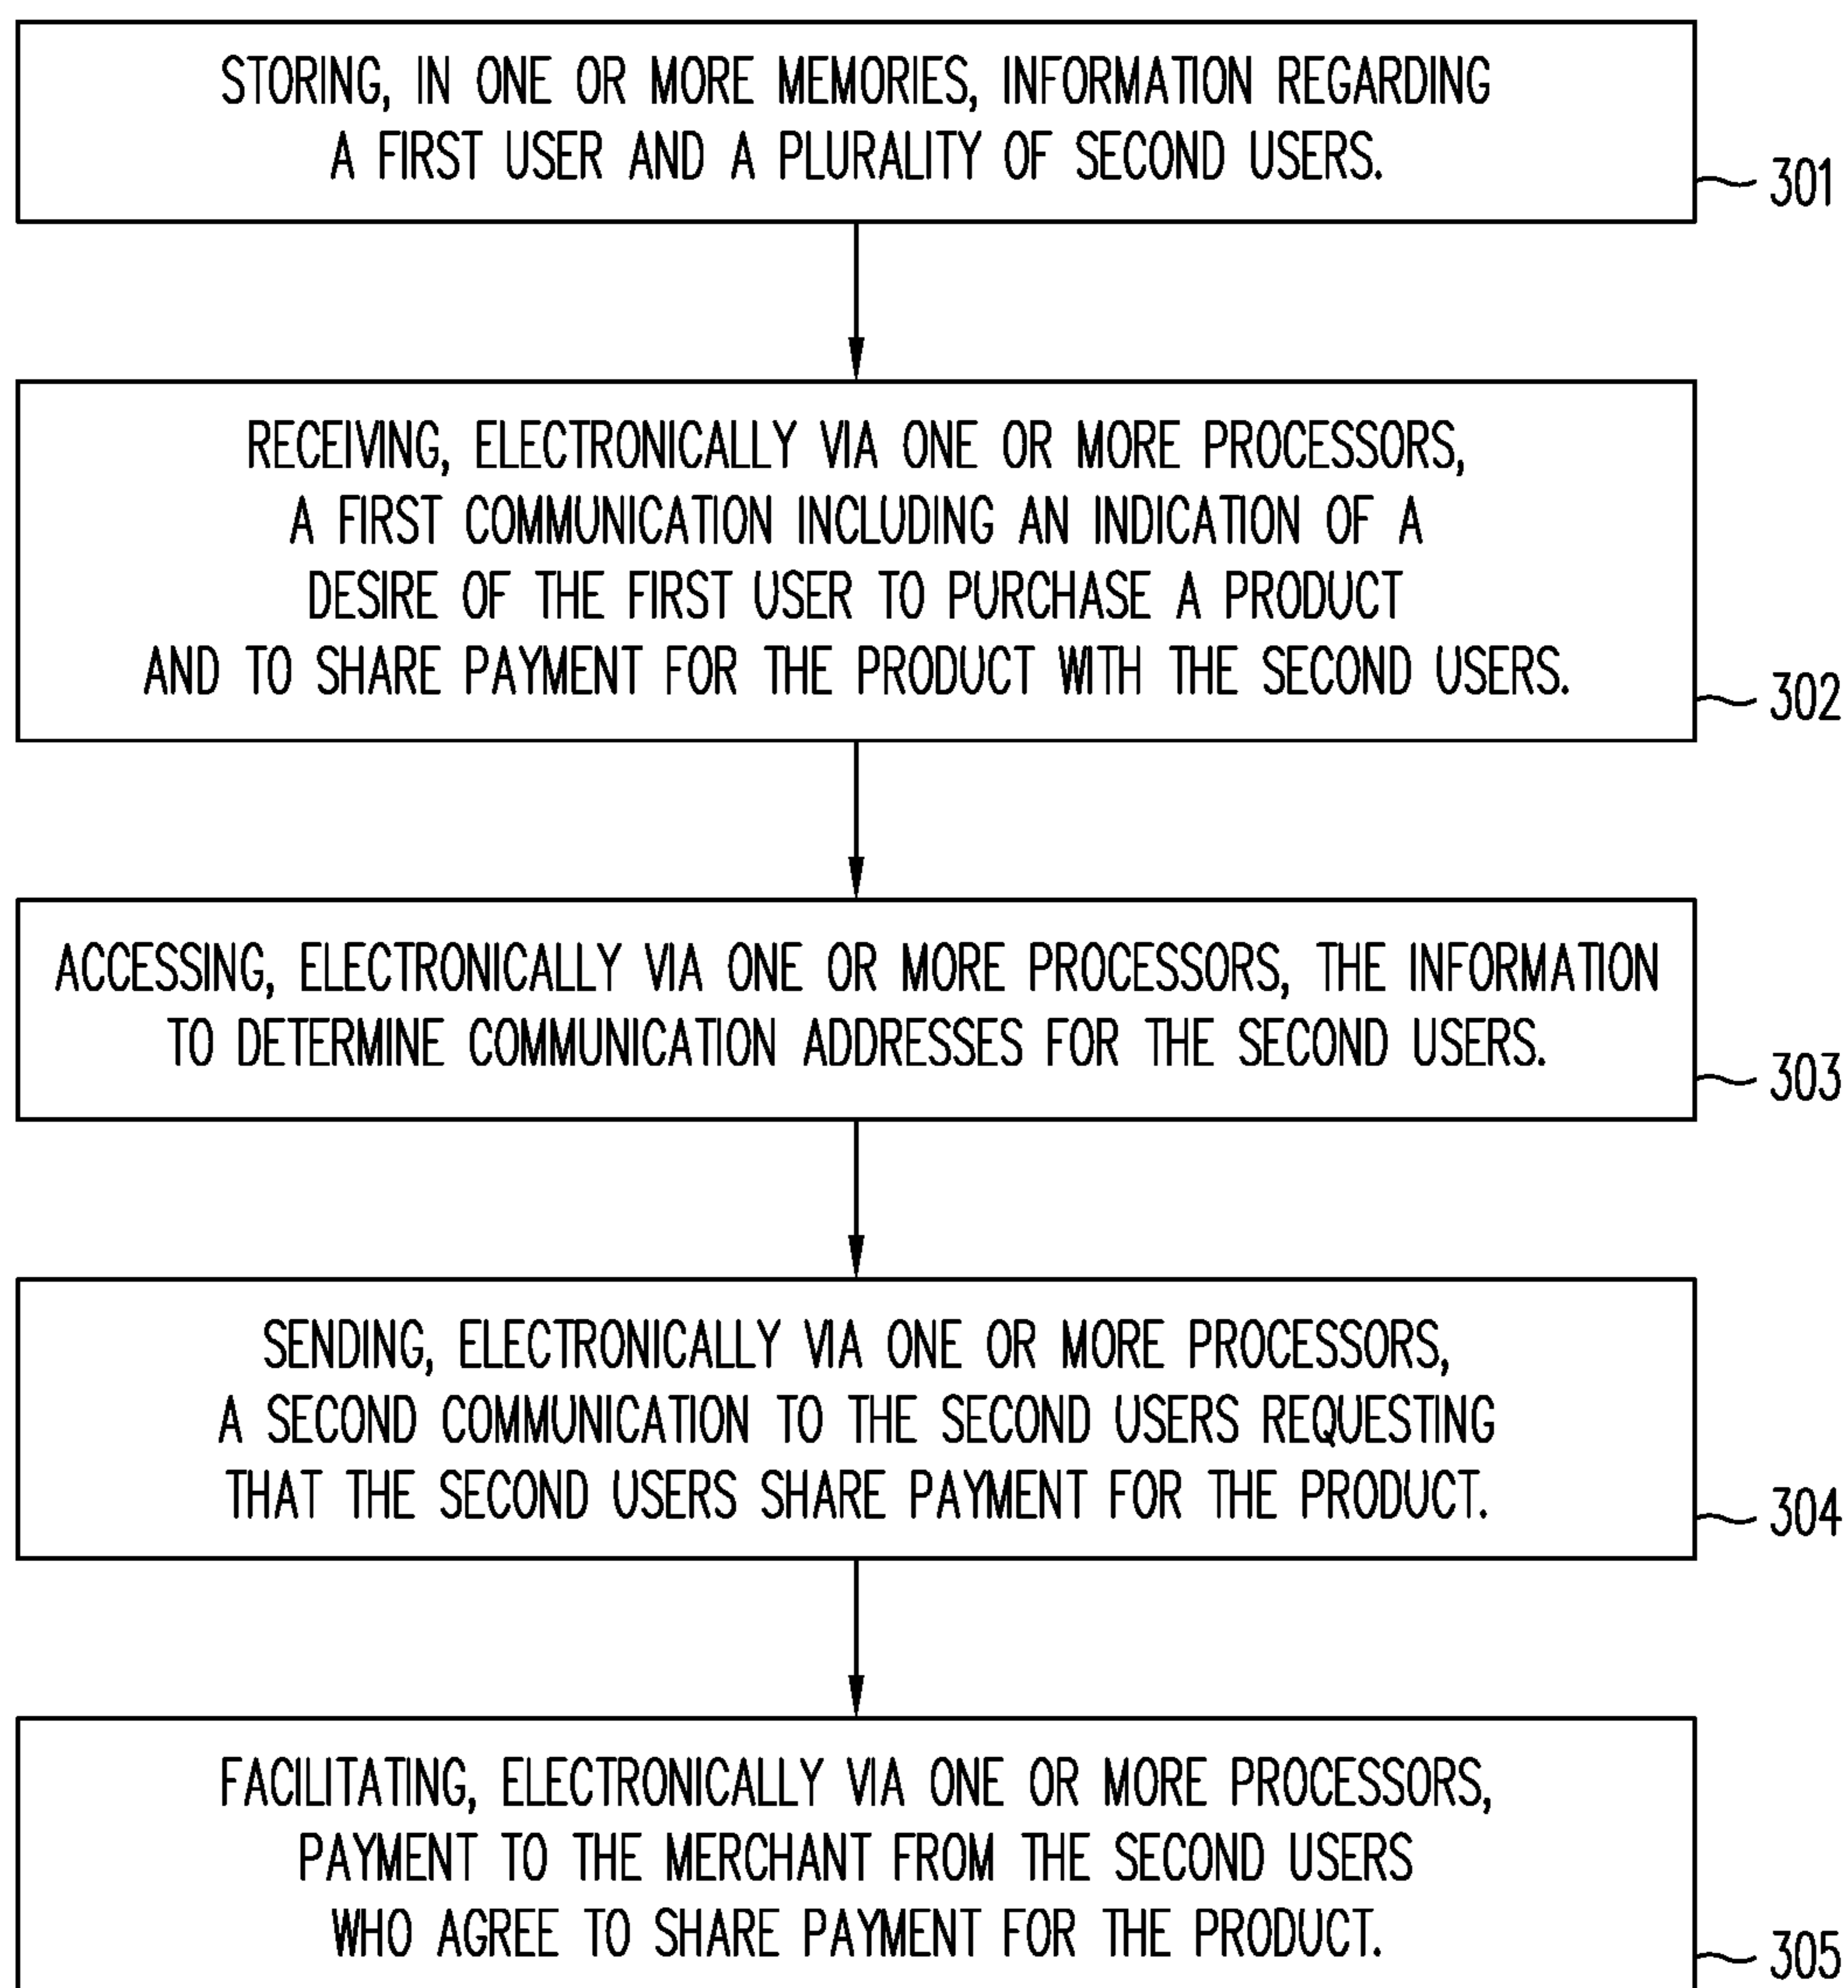 STORING, IN ONE OR MORE MEMORIES, INFORMATION REGARDING
A FIRST USER AND A PLURALITY OF SECOND USERS.
301
RECEIVING, ELECTRONICALLY VIA ONE OR MORE PROCESSORS,
A FIRST COMMUNICATION INCLUDING AN INDICATION OF A
DESIRE OF THE FIRST USER TO PURCHASE A PRODUCT
AND TO SHARE PAYMENT FOR THE PRODUCT WITH THE SECOND USERS.
302
ACCESSING, ELECTRONICALLY VIA ONE OR MORE PROCESSORS, THE INFORMATION
TO DETERMINE COMMUNICATION ADDRESSES FOR THE SECOND USERS.
303
SENDING, ELECTRONICALLY VIA ONE OR MORE PROCESSORS,
A SECOND COMMUNICATION TO THE SECOND USERS REQUESTING
THAT THE SECOND USERS SHARE PAYMENT FOR THE PRODUCT.
304
FACILITATING, ELECTRONICALLY VIA ONE OR MORE PROCESSORS,
PAYMENT TO THE MERCHANT FROM THE SECOND USERS
WHO AGREE TO SHARE PAYMENT FOR THE PRODUCT.
305